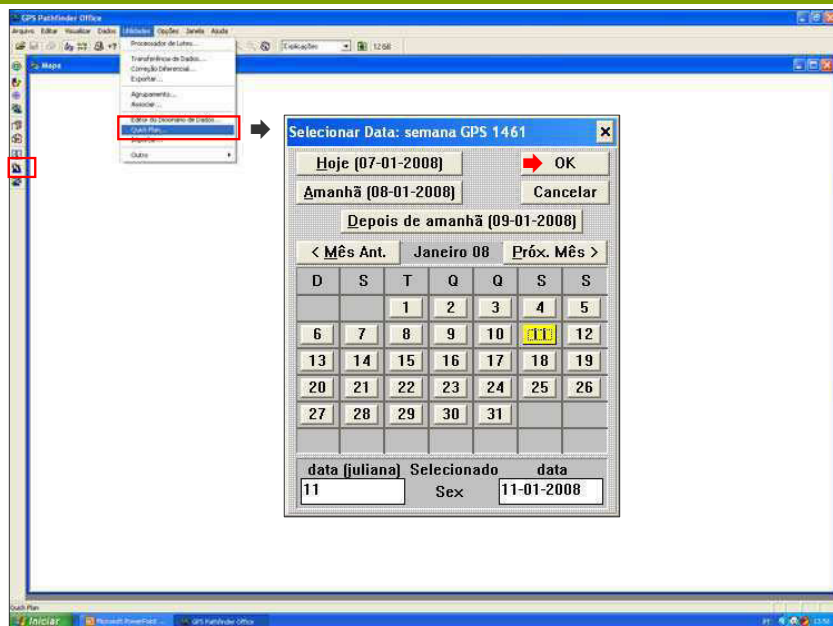 GPS Pathfinder Office
Arquivo Editar Visualizar Dados Utilidades Opções Janela Ajuda
Processador de Lotes...
Transferência de Dados...
Correção Diferencial...
Exportar...
Agrupamento...
Associar...
Editor do Dicionário de Dados...
Quick Plan...
Importar...
Outro
Mapa
Selecionar Data: semana GPS 1461
Hoje (07-01-2008) OK
Amanhã (08-01-2008) Cancelar
Depois de amanhã (09-01-2008)
< Mês Ant. Janeiro 08 Próx. Mês >
D S T Q Q S S
1 2 3 4 5
6 7 8 9 10 11 12
13 14 15 16 17 18 19
20 21 22 23 24 25 26
27 28 29 30 31
data (juliana) Selecionado data
11 Sex 11-01-2008
Quick Plan
Iniciar Microsoft PowerPoint ... GPS Pathfinder Office
PT